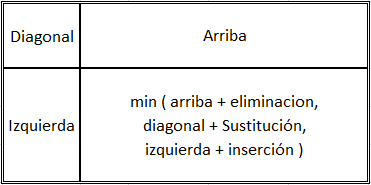 Diagonal
Arriba
Izquierda
min ( arriba + eliminacion,
diagonal + Sustitución,
izquierda + inserción )